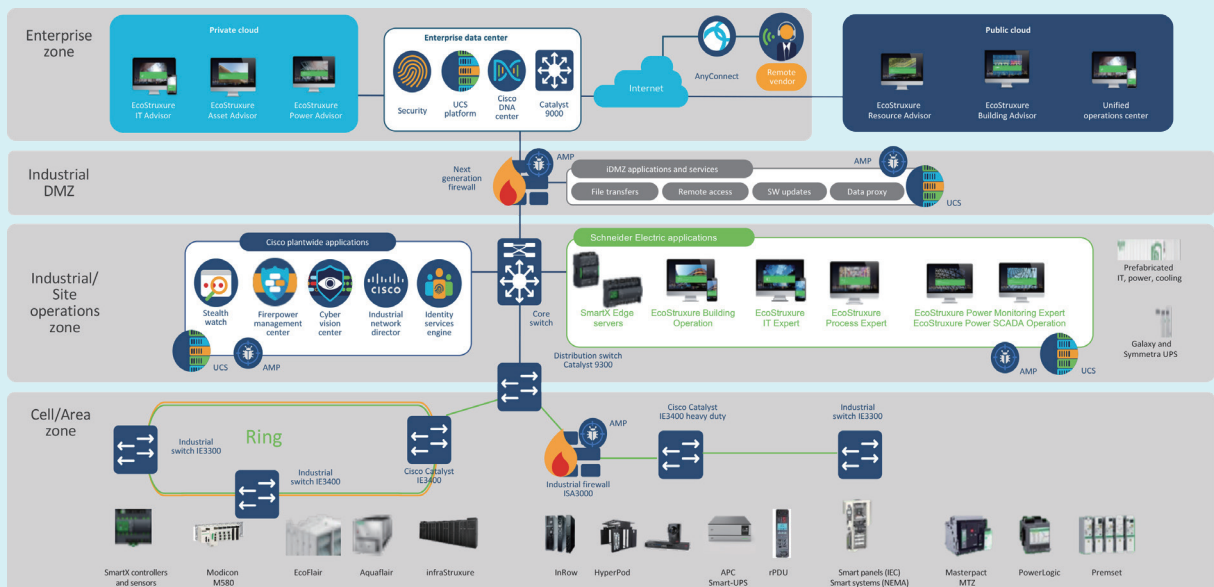 Enterprise
zone
Private cloud
EcoStruxure
IT Advisor
EcoStruxure
Asset Advisor
EcoStruxure
Power Advisor
Enterprise data center
Security
UCS
platform
Cisco
DNA
center
Catalyst
9000
Internet
AnyConnect
Remote
vendor
Public cloud
EcoStruxure
Resource Advisor
EcoStruxure
Building Advisor
Unified
operations center
Industrial
DMZ
Next
generation
firewall
AMP
iDMZ applications and services
File transfers
Remote access
SW updates
Data proxy
AMP
UCS
Industrial/
Site
operations
zone
Cisco plantwide applications
Stealth
watch
Firerpower
management
center
Cyber
vision
center
CISCO
Industrial
network
director
Identity
services
engine
UCS
AMP
Core
switch
Schneider Electric applications
SmartX Edge
servers
EcoStruxure Building
Operation
EcoStruxure
IT Expert
EcoStruxure
Process Expert
EcoStruxure Power Monitoring Expert
EcoStruxure Power SCADA Operation
AMP
UCS
Prefabricated
IT, power, cooling
Galaxy and
Symmetra UPS
Distribution switch
Catalyst 9300
Cell/Area
zone
Ring
Industrial
switch IE3300
Industrial
switch IE3400
Cisco Catalyst
IE3400
AMP
Industrial firewall
ISA3000
Cisco Catalyst
IE3400 heavy duty
Industrial
switch IE3300
SmartX controllers
and sensors
Modicon
M580
EcoFlair
Aquaflair
infraStruxure
InRow
HyperPod
APC
Smart-UPS
rPDU
Smart panels (IEC)
Smart systems (NEMA)
Masterpact
MTZ
PowerLogic
Premset